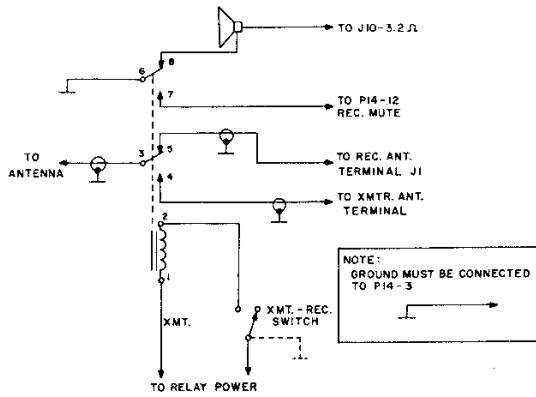 TO J10-3.2 Ω
8
6
7
TO P14-12
REC. MUTE
5
3
TO
ANTENNA
TO REC. ANT.
TERMINAL J1
4
TO XMTR. ANT.
TERMINAL
2
1
XMT.
XMT.-REC.
SWITCH
TO RELAY POWER
NOTE:
GROUND MUST BE CONNECTED
TO P14-3